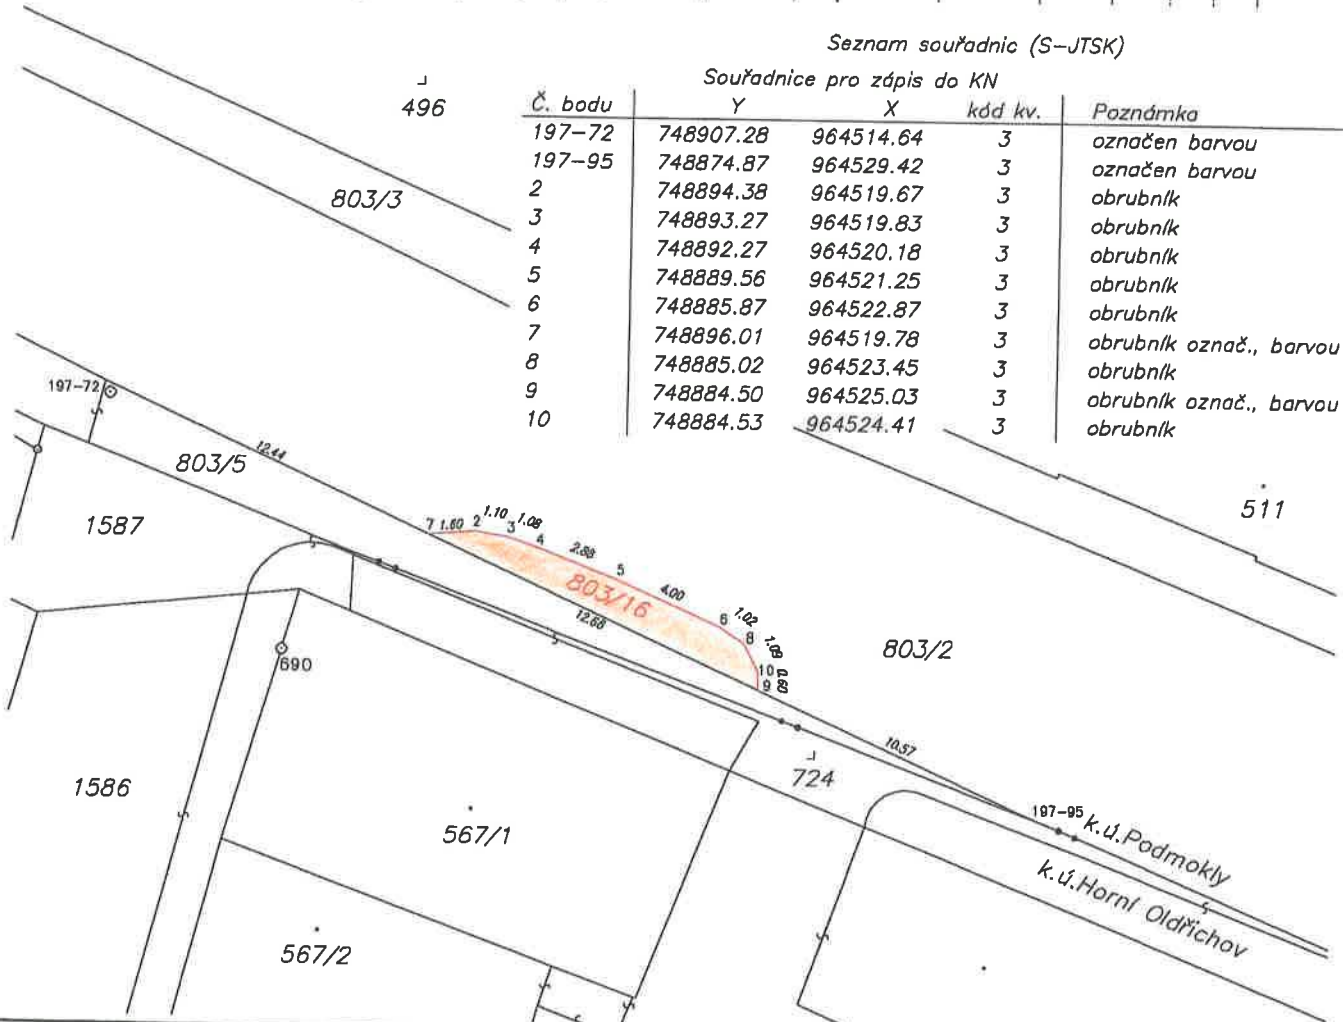 Seznam souřadnic (S-JTSK)
Souřadnice pro zápis do KN
Č. bodu Y X kód kv. Poznámka
197-72 748907.28 964514.64 3 označen barvou
197-95 748874.87 964529.42 3 označen barvou
2 748894.38 964519.67 3 obrubník
3 748893.27 964519.83 3 obrubník
4 748892.27 964520.18 3 obrubník
5 748889.56 964521.25 3 obrubník
6 748885.87 964522.87 3 obrubník
7 748896.01 964519.78 3 obrubník označ., barvou
8 748885.02 964523.45 3 obrubník
9 748884.50 964525.03 3 obrubník označ., barvou
10 748884.53 964524.41 3 obrubník
496
803/3
197-72
12.44
803/5
1587
511
7 1.60 2 1.10 3 1.08
4
2.88
5
4.00
803/16
12.68
6 1.02
8
1.09
10
9 0.60
803/2
690
10.57
724
1586
567/1
197-95
k.ú.Podmokly
k.ú.Horní Oldřichov
567/2